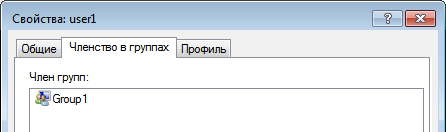 Свойства: user1
Общие Членство в группах Профиль
Член групп:
Group1